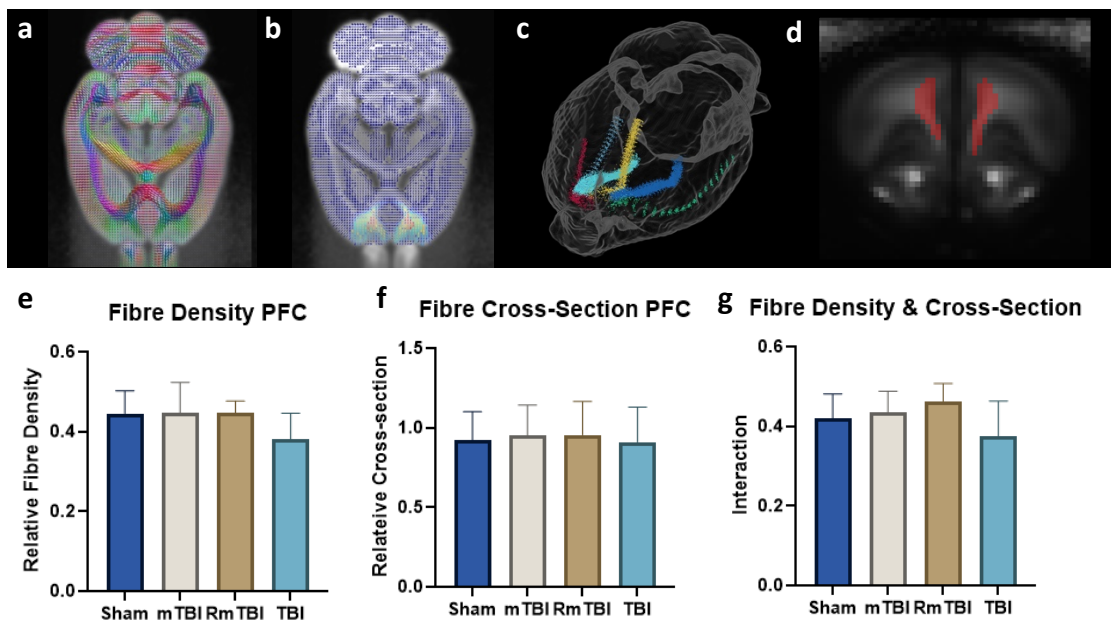 a
b
c
d
e
Fibre Density PFC
Relative Fibre Density
0.6
0.4
0.2
0.0
Sham mTBI RmTBI TBI
f
Fibre Cross-Section PFC
Relateive Cross-section
1.5
1.0
0.5
0.0
Sham mTBI RmTBI TBI
g
Fibre Density & Cross-Section
Interaction
0.6
0.4
0.2
0.0
Sham mTBI RmTBI TBI